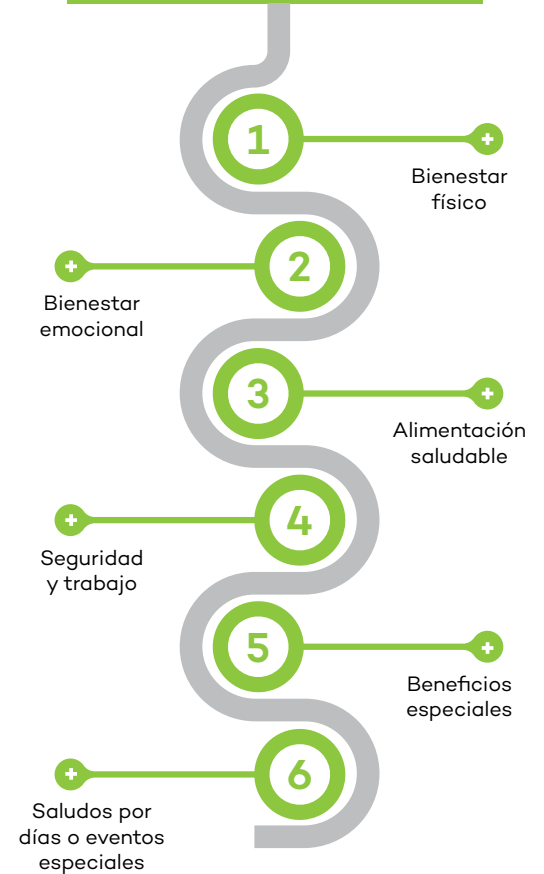 1
Bienestar
físico
2
Bienestar
emocional
3
Alimentación
saludable
4
Seguridad
y trabajo
5
Beneficios
especiales
6
Saludos por
días o eventos
especiales